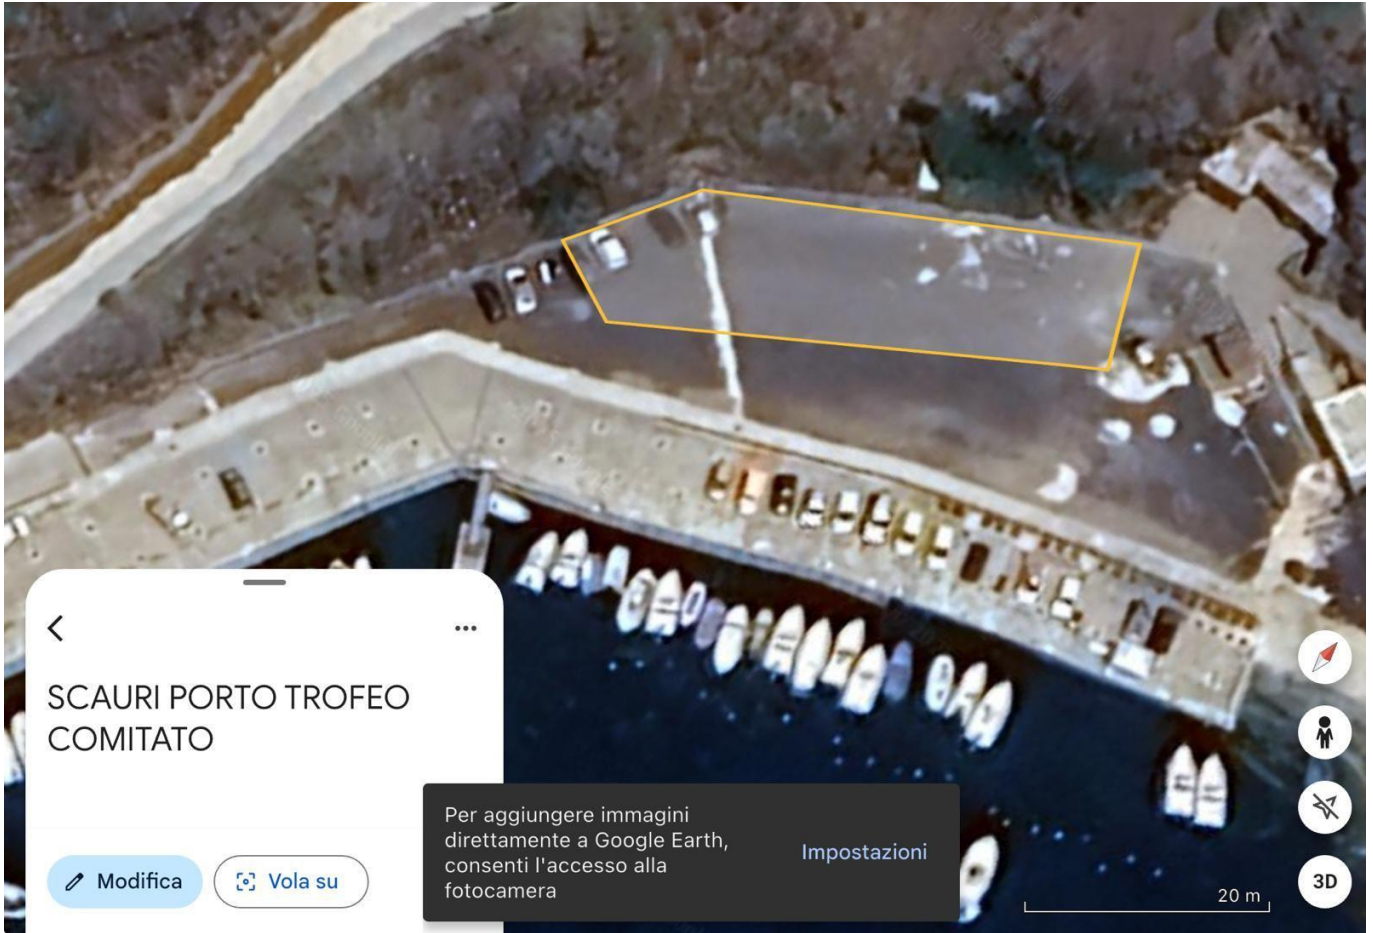 SCAURI PORTO TROFEO
COMITATO
Modifica
Vola su
Per aggiungere immagini
direttamente a Google Earth,
consenti l'accesso alla
fotocamera
Impostazioni
3D
20 m